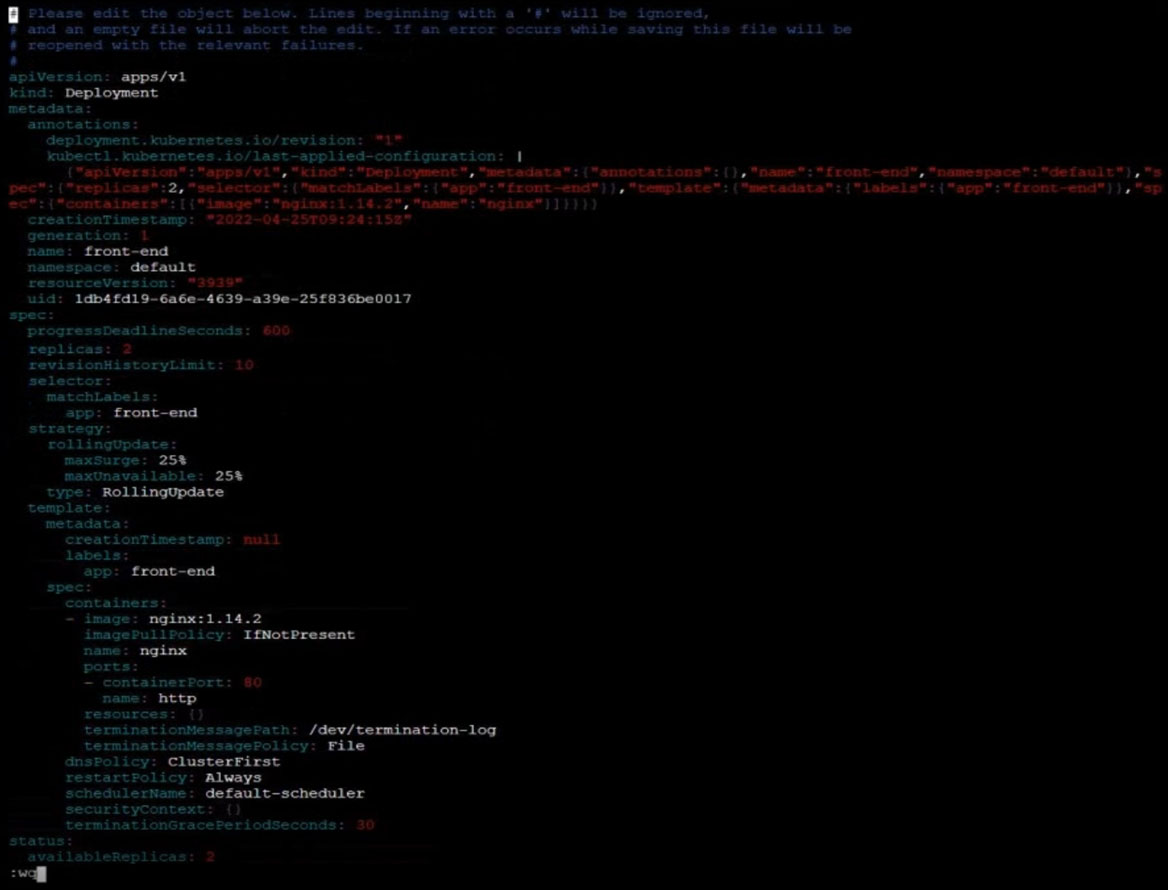 # Please edit the object below. Lines beginning with a '#' will be ignored,
# and an empty file will abort the edit. If an error occurs while saving this file will be
# reopened with the relevant failures.
#
apiVersion: apps/v1
kind: Deployment
metadata:
  annotations:
    deployment.kubernetes.io/revision: "1"
    kubectl.kubernetes.io/last-applied-configuration: |
      {"apiVersion":"apps/v1","kind":"Deployment","metadata":{"annotations":{},"name":"front-end","namespace":"default"},"s
pec":{"replicas":2,"selector":{"matchLabels":{"app":"front-end"}},"template":{"metadata":{"labels":{"app":"front-end"}},"sp
ec":{"containers":[{"image":"nginx:1.14.2","name":"nginx"}]}}}}
  creationTimestamp: "2022-04-25T09:24:15Z"
  generation: 1
  name: front-end
  namespace: default
  resourceVersion: "3939"
  uid: 1db4fd19-6a6e-4639-a39e-25f836be0017
spec:
  progressDeadlineSeconds: 600
  replicas: 2
  revisionHistoryLimit: 10
  selector:
    matchLabels:
      app: front-end
  strategy:
    rollingUpdate:
      maxSurge: 25%
      maxUnavailable: 25%
    type: RollingUpdate
  template:
    metadata:
      creationTimestamp: null
      labels:
        app: front-end
    spec:
      containers:
      - image: nginx:1.14.2
        imagePullPolicy: IfNotPresent
        name: nginx
        ports:
        - containerPort: 80
          name: http
        resources: {}
        terminationMessagePath: /dev/termination-log
        terminationMessagePolicy: File
      dnsPolicy: ClusterFirst
      restartPolicy: Always
      schedulerName: default-scheduler
      securityContext: {}
      terminationGracePeriodSeconds: 30
status:
  availableReplicas: 2
:wq